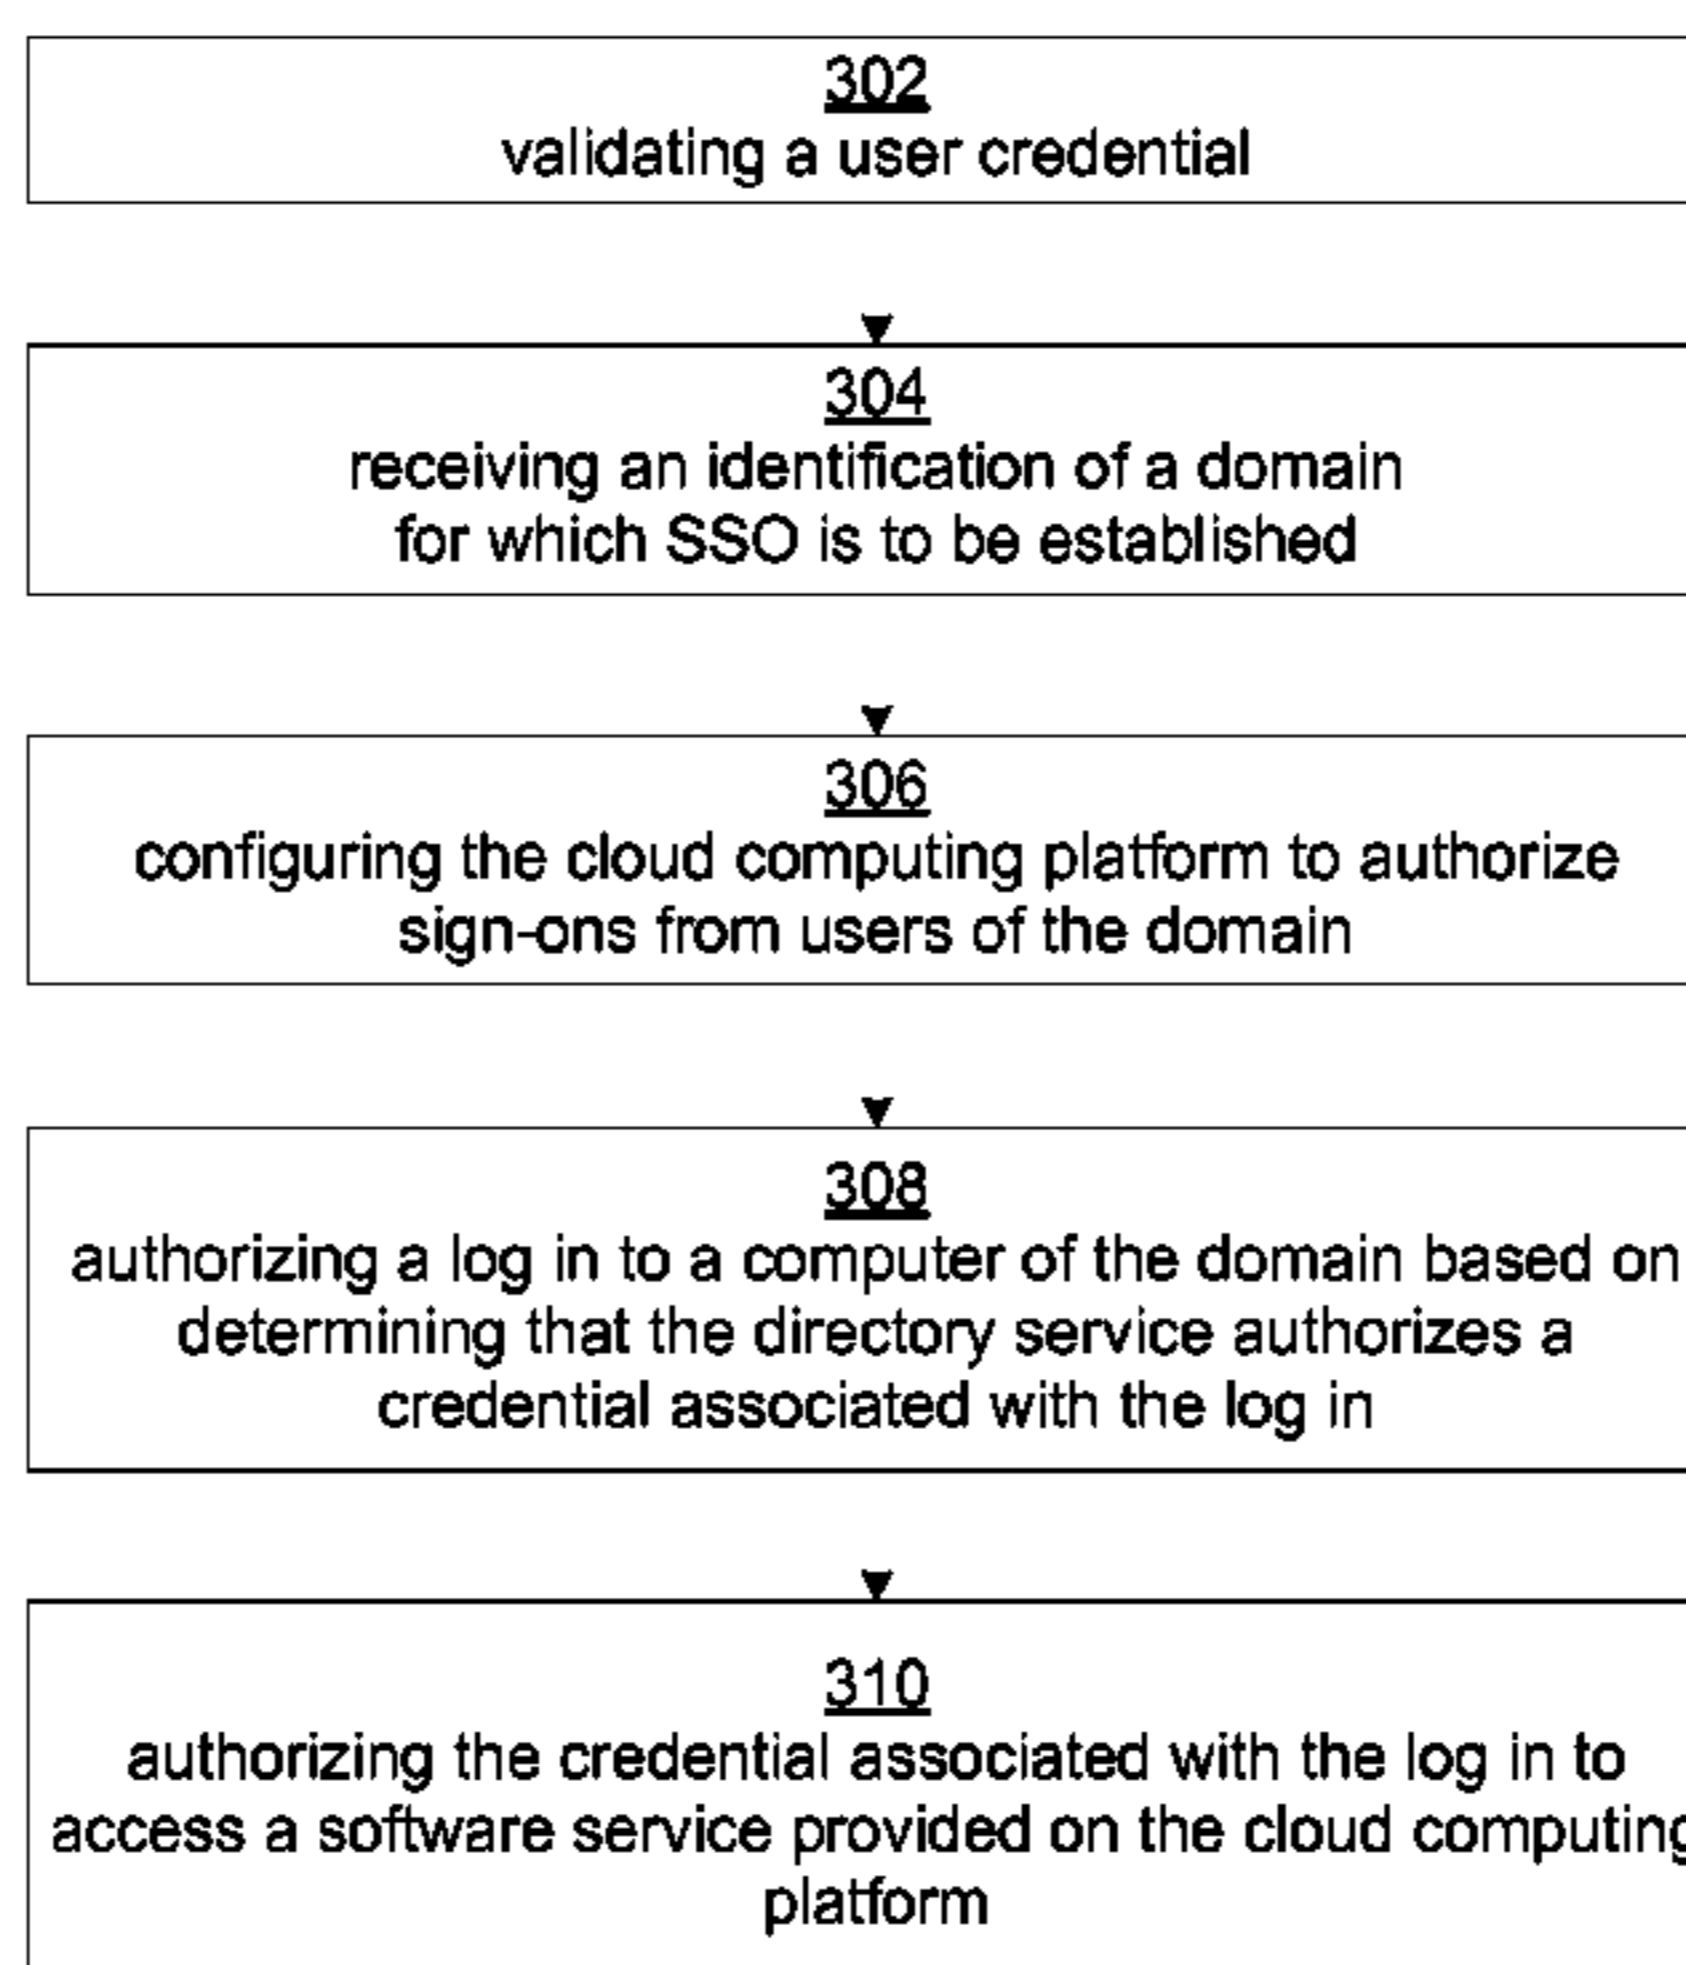 302
validating a user credential
304
receiving an identification of a domain
for which SSO is to be established
306
configuring the cloud computing platform to authorize
sign-ons from users of the domain
308
authorizing a log in to a computer of the domain based on
determining that the directory service authorizes a
credential associated with the log in
310
authorizing the credential associated with the log in to
access a software service provided on the cloud computing
platform